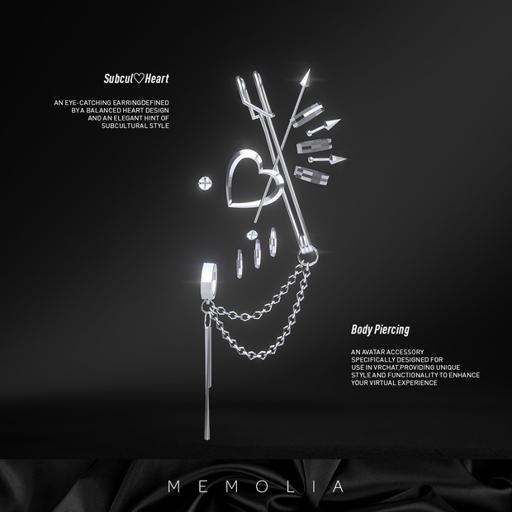 Subcul♡Heart
AN EYE-CATCHING EARRINGDEFINED
BY A BALANCED HEART DESIGN
AND AN ELEGANT HINT OF
SUBCULTURAL STYLE
Body Piercing
AN AVATAR ACCESSORY
SPECIFICALLY DESIGNED FOR
USE IN VRCHAT,PROVIDING UNIQUE
STYLE AND FUNCTIONALITY TO ENHANCE
YOUR VIRTUAL EXPERIENCE
MEMOLIA